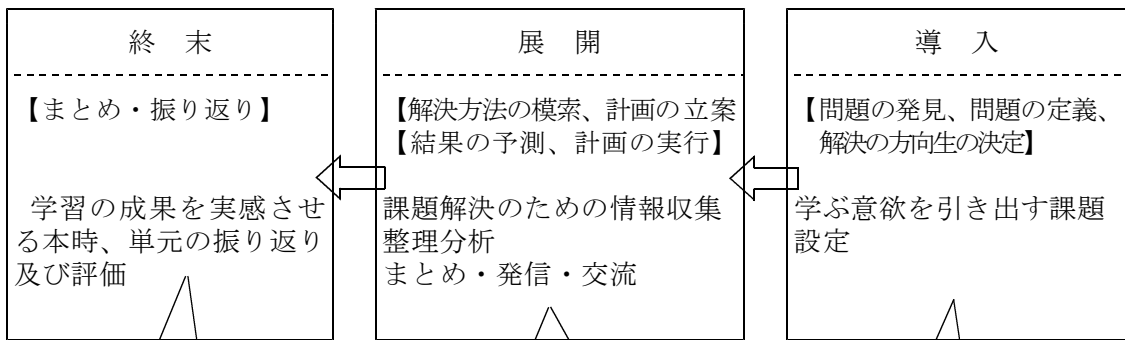 終 末
【まとめ・振り返り】
学習の成果を実感させ
る本時、単元の振り返り
及び評価
展 開
【解決方法の模索、計画の立案
【結果の予測、計画の実行】
課題解決のための情報収集
整理分析
まとめ・発信・交流
導 入
【問題の発見、問題の定義、
解決の方向生の決定】
学ぶ意欲を引き出す課題
設定